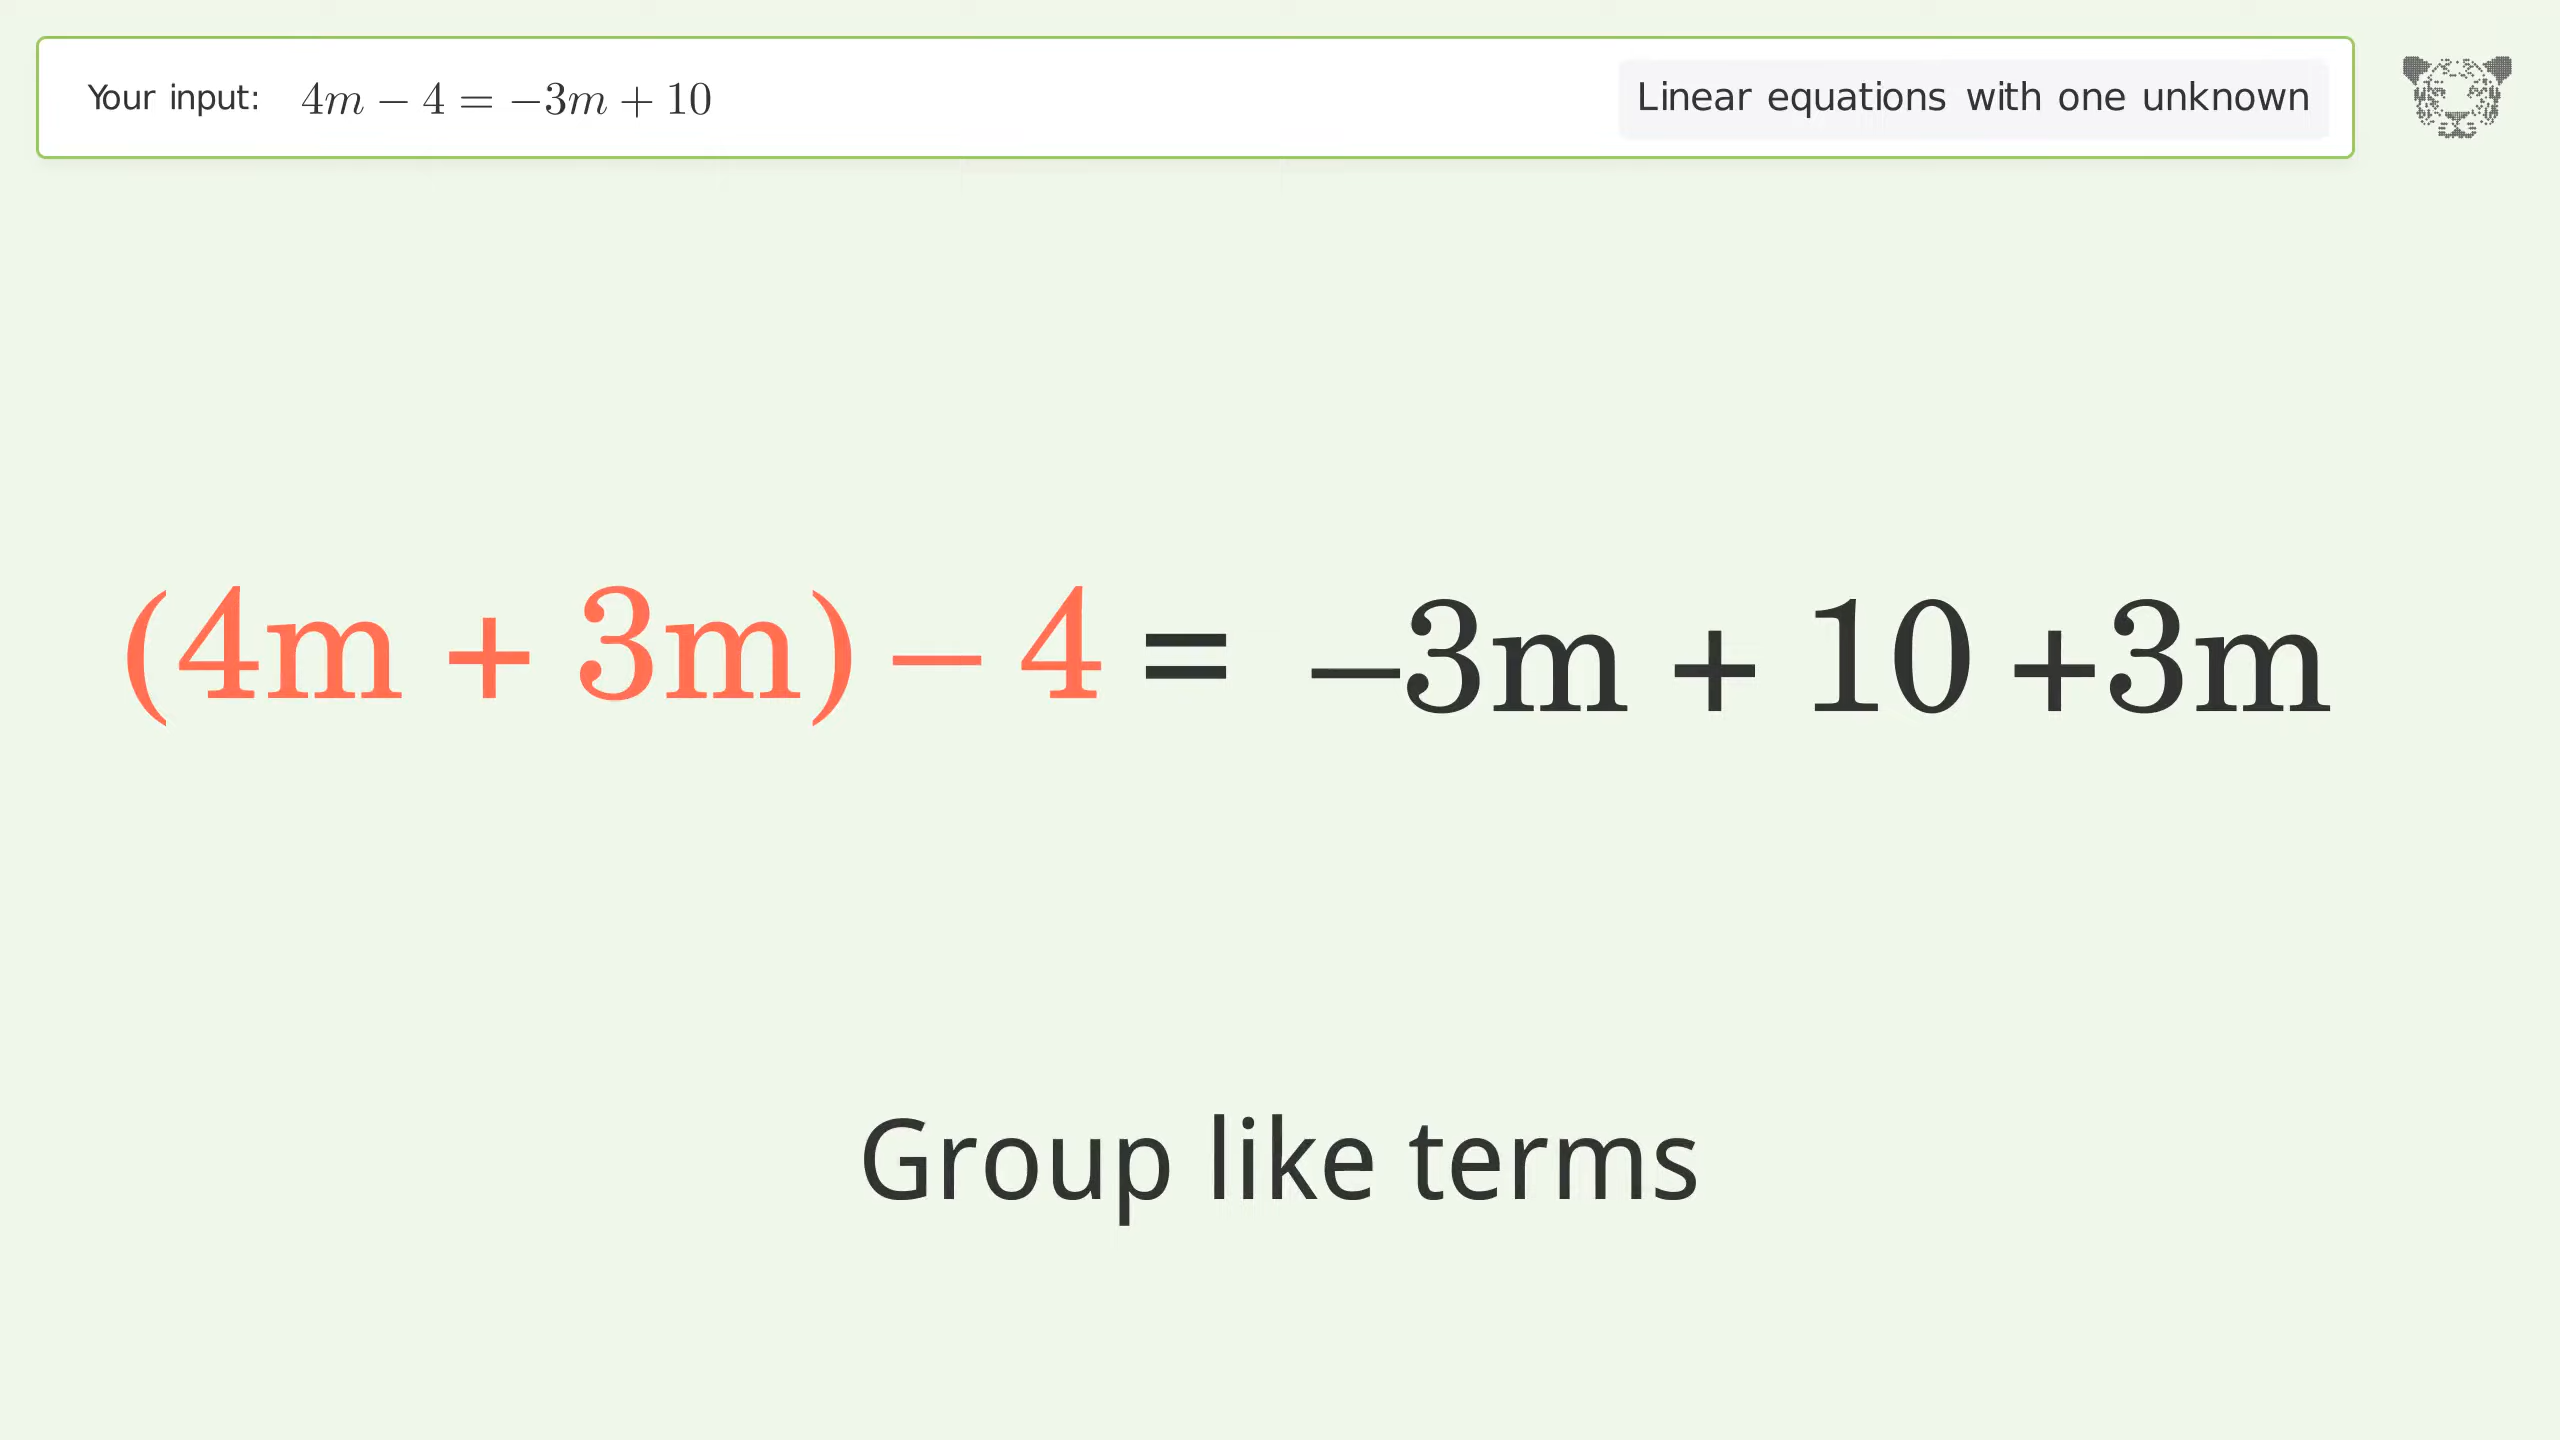 Your input: 4m − 4 = −3m + 10
Linear equations with one unknown
(4m + 3m) − 4 = −3m + 10 +3m
Group like terms